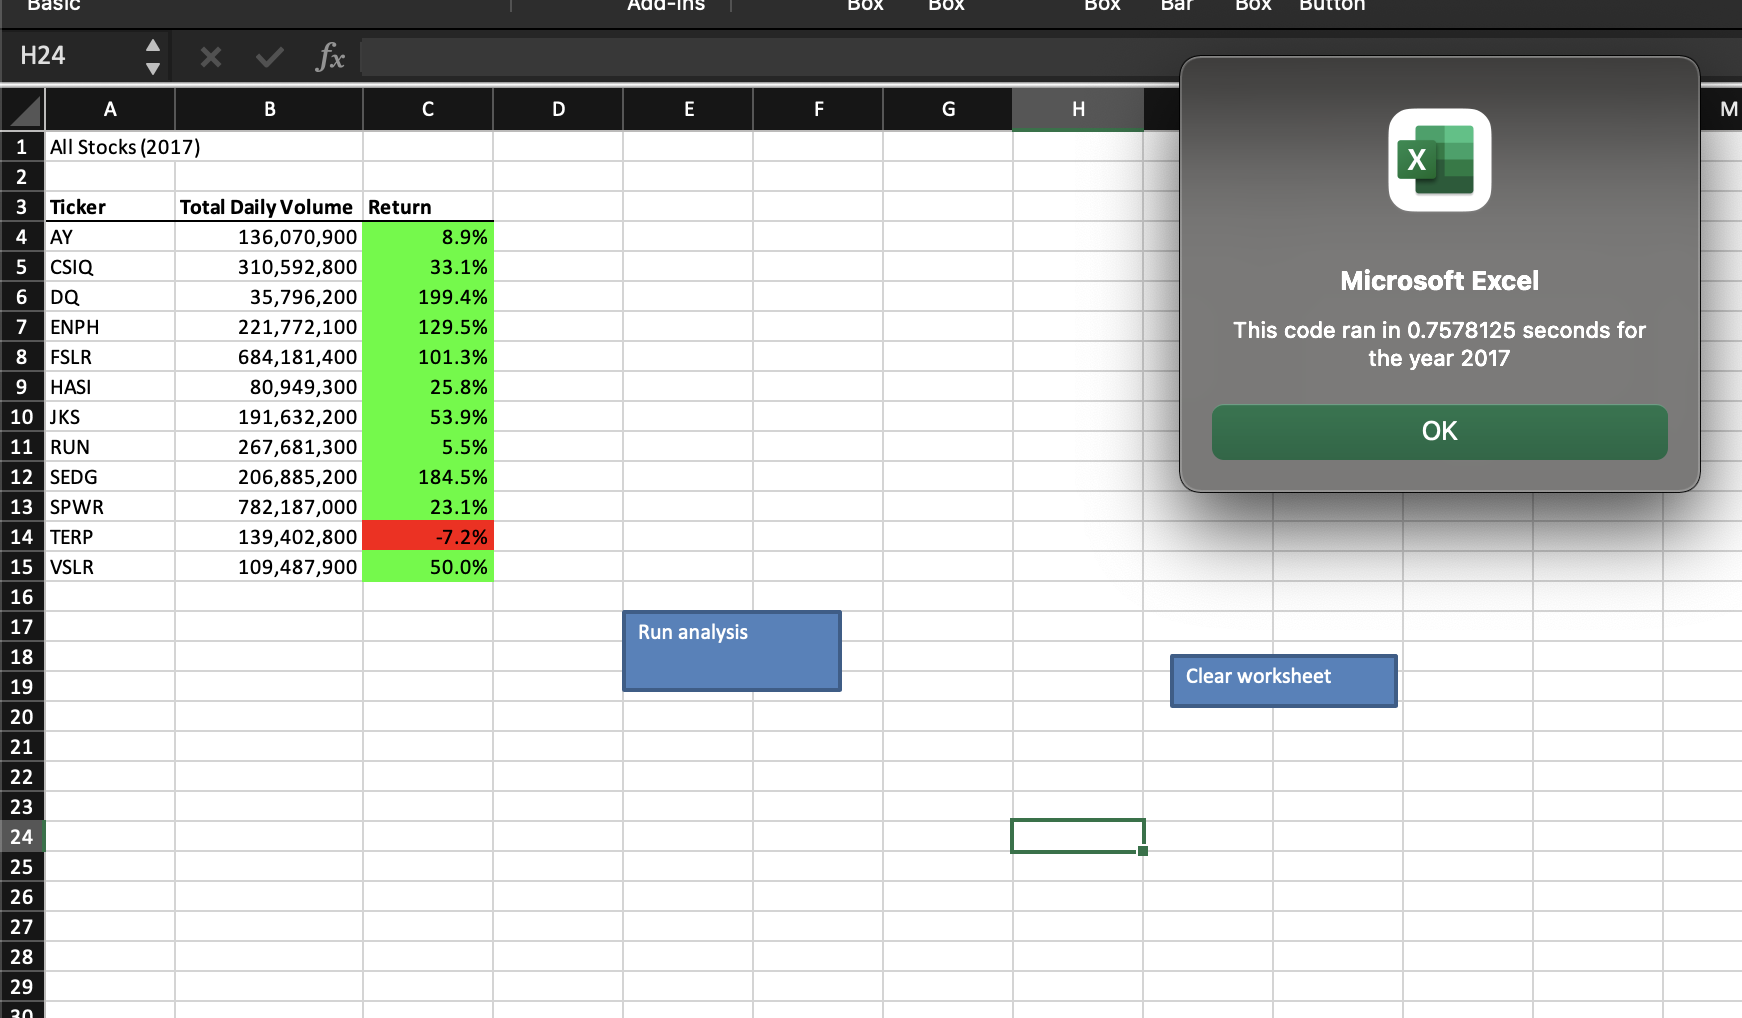 Basic Add-ins Box Box Box Bar Box Button
H24 fx
A B C D E F G H M
1 All Stocks (2017)
2
3 Ticker Total Daily Volume Return
4 AY 136,070,900 8.9%
5 CSIQ 310,592,800 33.1%
6 DQ 35,796,200 199.4%
7 ENPH 221,772,100 129.5%
8 FSLR 684,181,400 101.3%
9 HASI 80,949,300 25.8%
10 JKS 191,632,200 53.9%
11 RUN 267,681,300 5.5%
12 SEDG 206,885,200 184.5%
13 SPWR 782,187,000 23.1%
14 TERP 139,402,800 -7.2%
15 VSLR 109,487,900 50.0%
16
17
18
19
20
21
22
23
24
25
26
27
28
29
30
Run analysis
Clear worksheet
X
Microsoft Excel
This code ran in 0.7578125 seconds for
the year 2017
OK